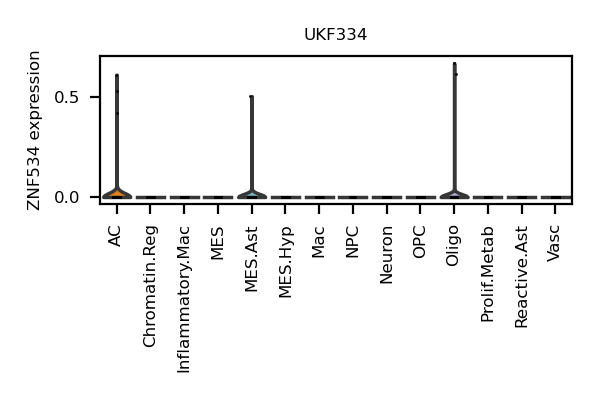 UKF334
ZNF534 expression
0.5
0.0
AC
Chromatin.Reg
Inflammatory.Mac
MES
MES.Ast
MES.Hyp
Mac
NPC
Neuron
OPC
Oligo
Prolif.Metab
Reactive.Ast
Vasc